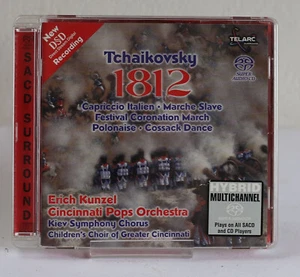 New
DSD
Recording
TELARC
SACD SURROUND
Tchaikovsky
1812
Capriccio Italien · Marche Slave
Festival Coronation March
Polonaise · Cossack Dance
Erich Kunzel
Cincinnati Pops Orchestra
Kiev Symphony Chorus
Children's Choir of Greater Cincinnati
HYBRID
MULTICHANNEL
Plays on All SACD
and CD Players